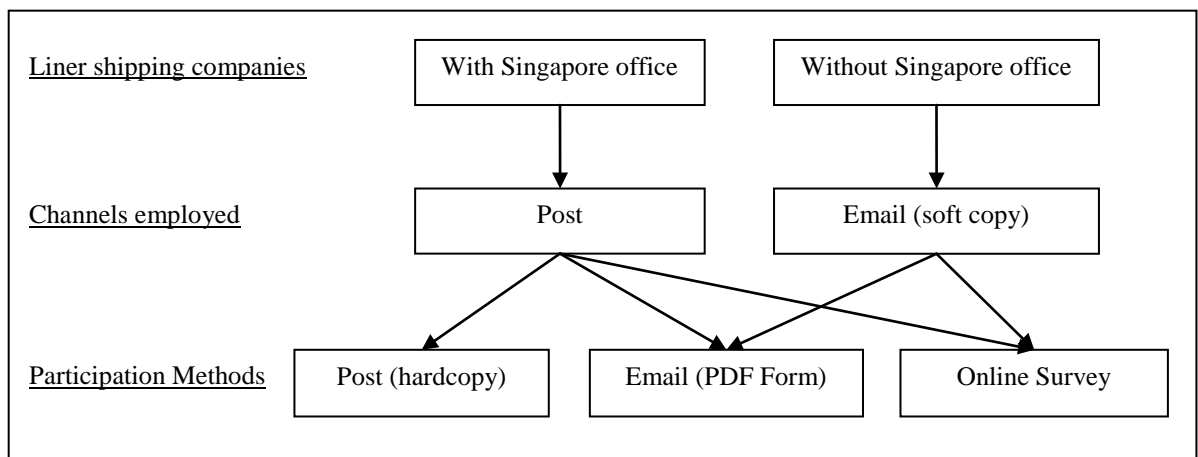 Liner shipping companies
With Singapore office
Without Singapore office
Channels employed
Post
Email (soft copy)
Participation Methods
Post (hardcopy)
Email (PDF Form)
Online Survey